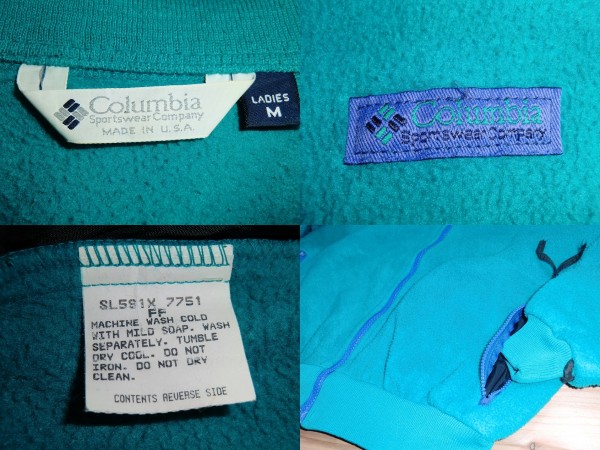 Columbia
Sportswear Company
MADE IN U.S.A.
LADIES
M
Columbia
Sportswear Company
SL591X 7751
FF
MACHINE WASH COLD
WITH MILD SOAP. WASH
SEPARATELY. TUMBLE
DRY COOL. DO NOT
IRON. DO NOT DRY
CLEAN.
CONTENTS REVERSE SIDE